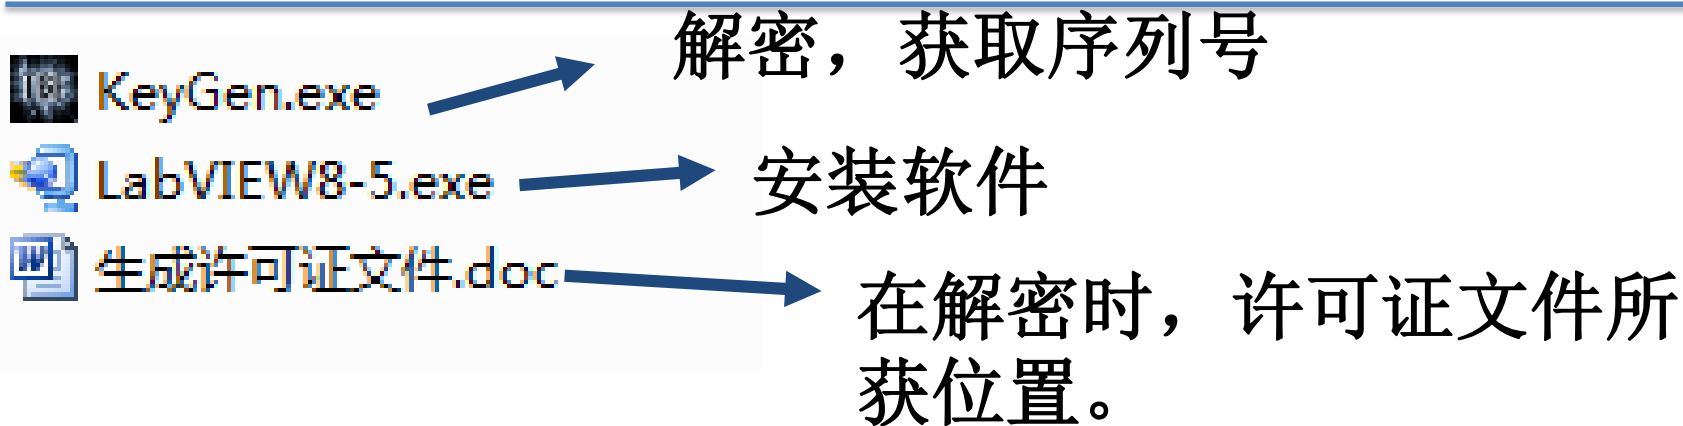 解密，获取序列号
KeyGen.exe
LabVIEW8-5.exe
安装软件
生成许可证文件.doc
在解密时，许可证文件所
获位置。